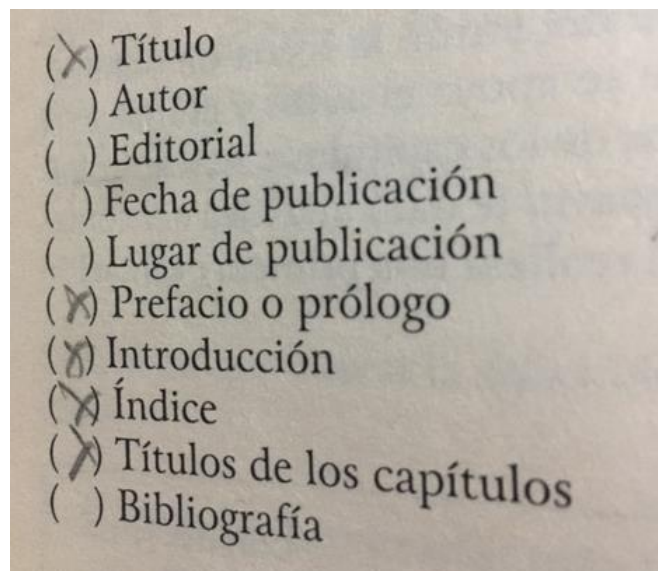 (X) Título
( ) Autor
( ) Editorial
( ) Fecha de publicación
( ) Lugar de publicación
(X) Prefacio o prólogo
(X) Introducción
(X) Índice
(X) Títulos de los capítulos
( ) Bibliografía